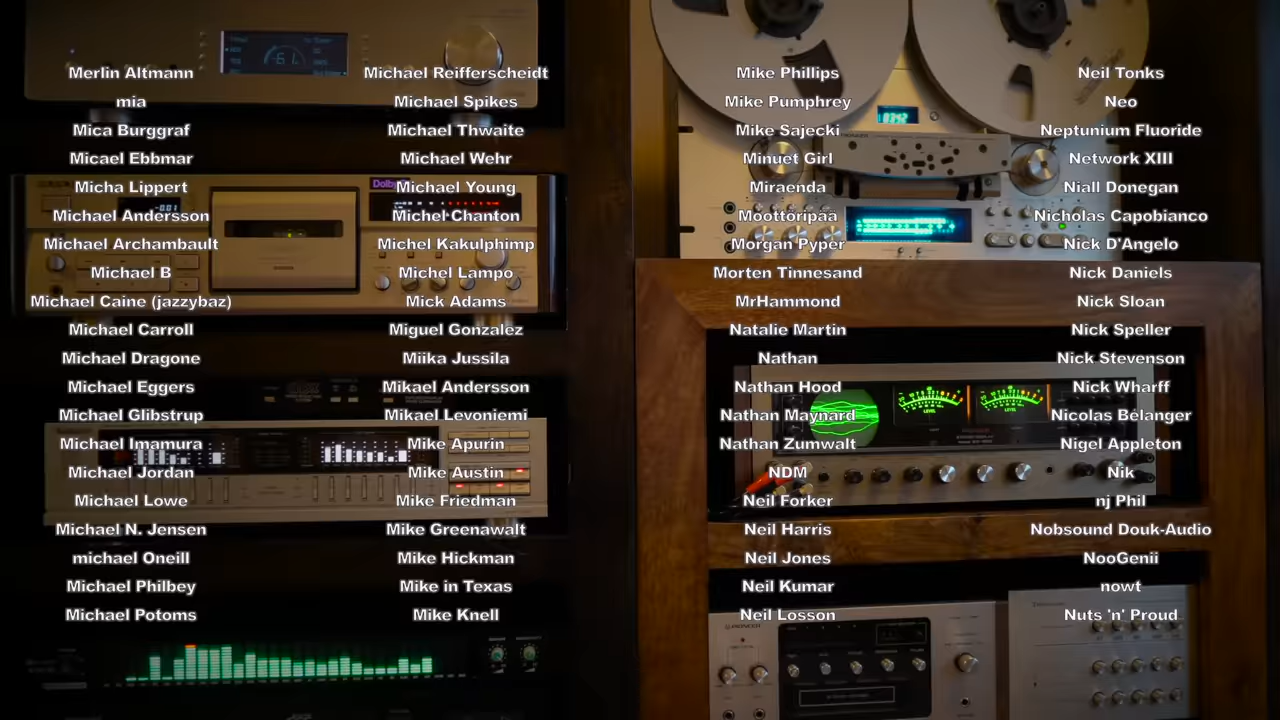 Merlin Altmann
mia
Mica Burggraf
Micael Ebbmar
Micha Lippert
Michael Andersson
Michael Archambault
Michael B
Michael Caine (jazzybaz)
Michael Carroll
Michael Dragone
Michael Eggers
Michael Glibstrup
Michael Imamura
Michael Jordan
Michael Lowe
Michael N. Jensen
michael Oneill
Michael Philbey
Michael Potoms
Michael Reifferscheidt
Michael Spikes
Michael Thwaite
Michael Wehr
Michael Young
Michel Chanton
Michel Kakulphimp
Michel Lampo
Mick Adams
Miguel Gonzalez
Miika Jussila
Mikael Andersson
Mikael Levoniemi
Mike Apurin
Mike Austin
Mike Friedman
Mike Greenawalt
Mike Hickman
Mike in Texas
Mike Knell
Mike Phillips
Mike Pumphrey
Mike Sajecki
Minuet Girl
Miraenda
Moottoripaa
Morgan Pyper
Morten Tinnesand
MrHammond
Natalie Martin
Nathan
Nathan Hood
Nathan Maynard
Nathan Zumwalt
NDM
Neil Forker
Neil Harris
Neil Jones
Neil Kumar
Neil Losson
Neil Tonks
Neo
Neptunium Fluoride
Network XIII
Niall Donegan
Nicholas Capobianco
Nick D'Angelo
Nick Daniels
Nick Sloan
Nick Speller
Nick Stevenson
Nick Wharff
Nicolas Bélanger
Nigel Appleton
Nik
nj Phil
Nobsound Douk-Audio
NooGenii
nowt
Nuts 'n' Proud
-61.
-0.01
Dolby
LEVEL
LEVEL
PIONEER